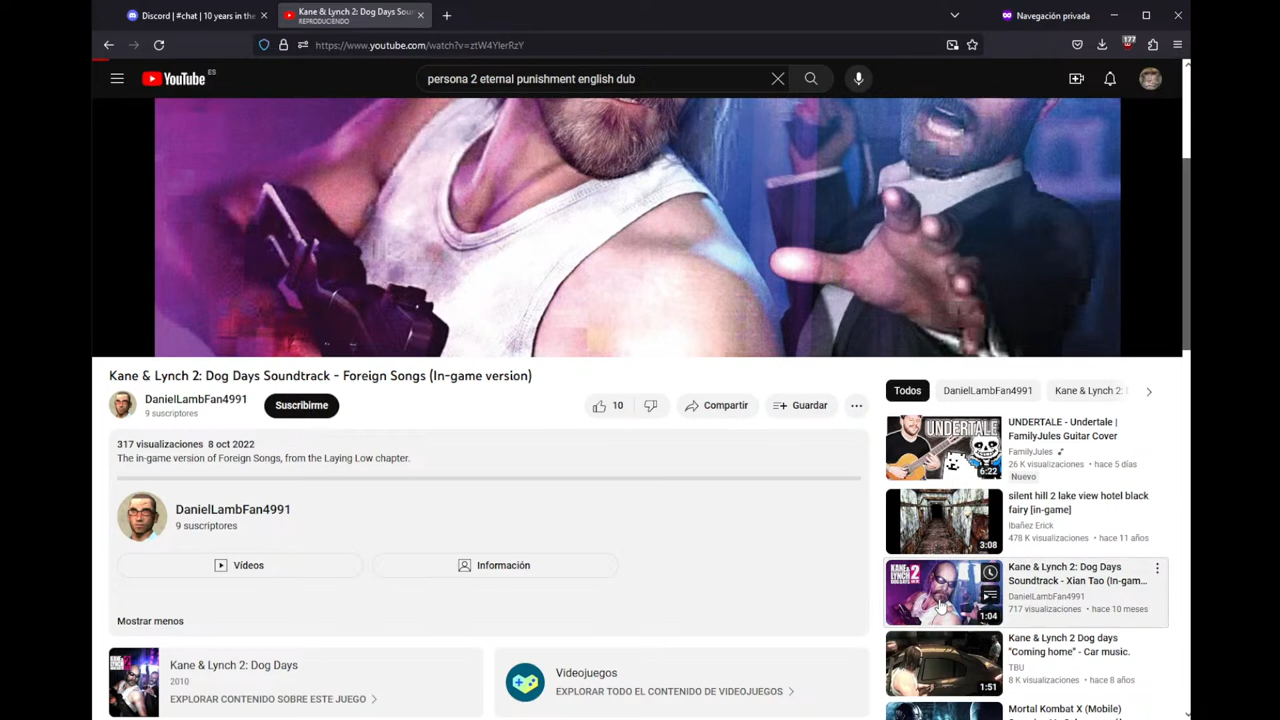 Discord | #chat | 10 years in the
Kane & Lynch 2: Dog Days Soun
REPRODUCIENDO
Navegación privada
https://www.youtube.com/watch?v=ztW4YlerRzY
177
YouTube ES
persona 2 eternal punishment english dub
Kane & Lynch 2: Dog Days Soundtrack - Foreign Songs (In-game version)
DanielLambFan4991
9 suscriptores
Suscribirme
10
Compartir
Guardar
317 visualizaciones 8 oct 2022
The in-game version of Foreign Songs, from the Laying Low chapter.
DanielLambFan4991
9 suscriptores
Vídeos
Información
Mostrar menos
Kane & Lynch 2: Dog Days
2010
EXPLORAR CONTENIDO SOBRE ESTE JUEGO
Videojuegos
EXPLORAR TODO EL CONTENIDO DE VIDEOJUEGOS
Todos
DanielLambFan4991
Kane & Lynch 2:
UNDERTALE
6:22
UNDERTALE - Undertale |
FamilyJules Guitar Cover
FamilyJules
26 K visualizaciones • hace 5 días
Nuevo
3:08
silent hill 2 lake view hotel black
fairy [in-game]
Ibañez Erick
478 K visualizaciones • hace 11 años
KANE &
LYNCH 2
1:04
Kane & Lynch 2: Dog Days
Soundtrack - Xian Tao (In-gam...
DanielLambFan4991
717 visualizaciones • hace 10 meses
1:51
Kane & Lynch 2 Dog days
"Coming home" - Car music.
TBU
8 K visualizaciones • hace 8 años
Mortal Kombat X (Mobile)